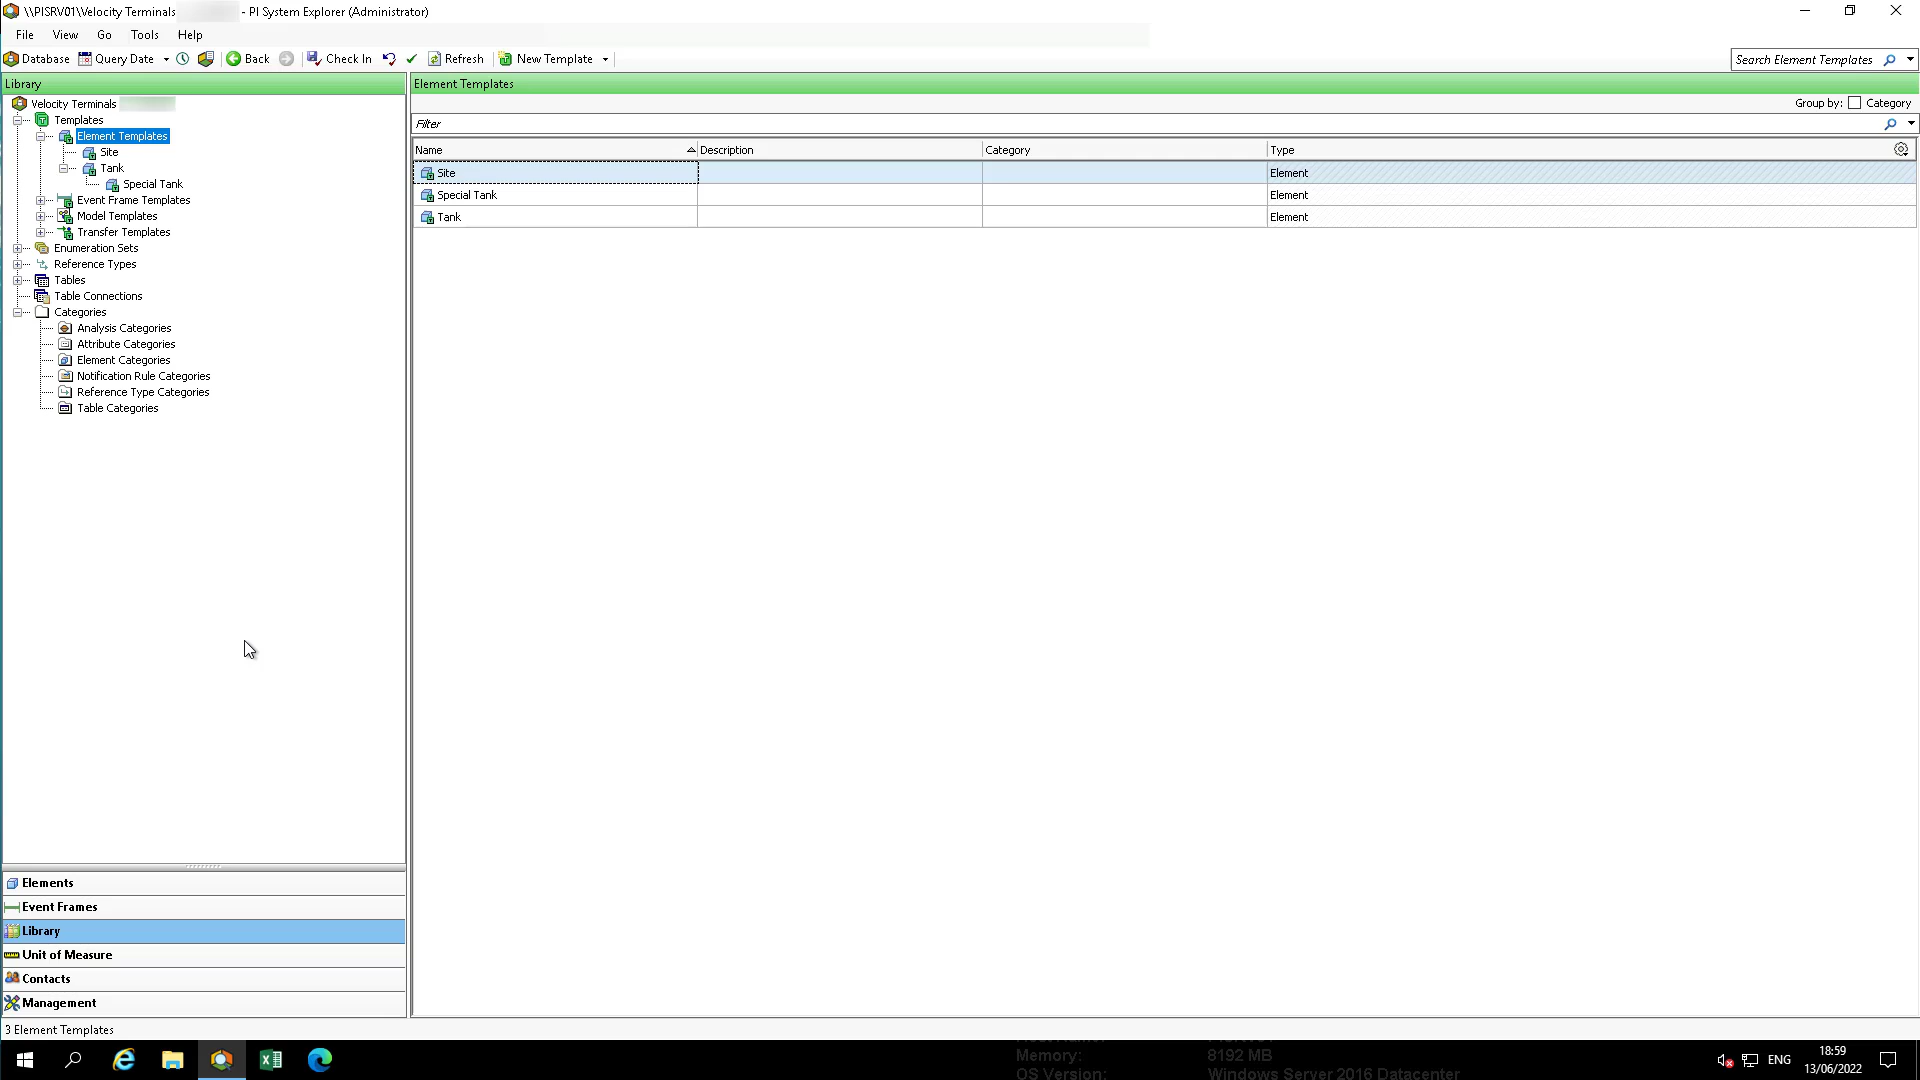 \\PISRV01\Velocity Terminals - PI System Explorer (Administrator)
File View Go Tools Help
Database Query Date Back Check In Refresh New Template
Search Element Templates
Library
Element Templates
Velocity Terminals
Group by: Category
Templates
Element Templates
Filter
Site
Name Description Category Type
Tank
Site Element
Special Tank
Special Tank Element
Event Frame Templates
Model Templates
Tank Element
Transfer Templates
Enumeration Sets
Reference Types
Tables
Table Connections
Categories
Analysis Categories
Attribute Categories
Element Categories
Notification Rule Categories
Reference Type Categories
Table Categories
Elements
Event Frames
Library
Unit of Measure
Contacts
Management
3 Element Templates
Memory: 8192 MB
OS Version: Windows Server 2016 Datacenter
ENG
18:59
13/06/2022